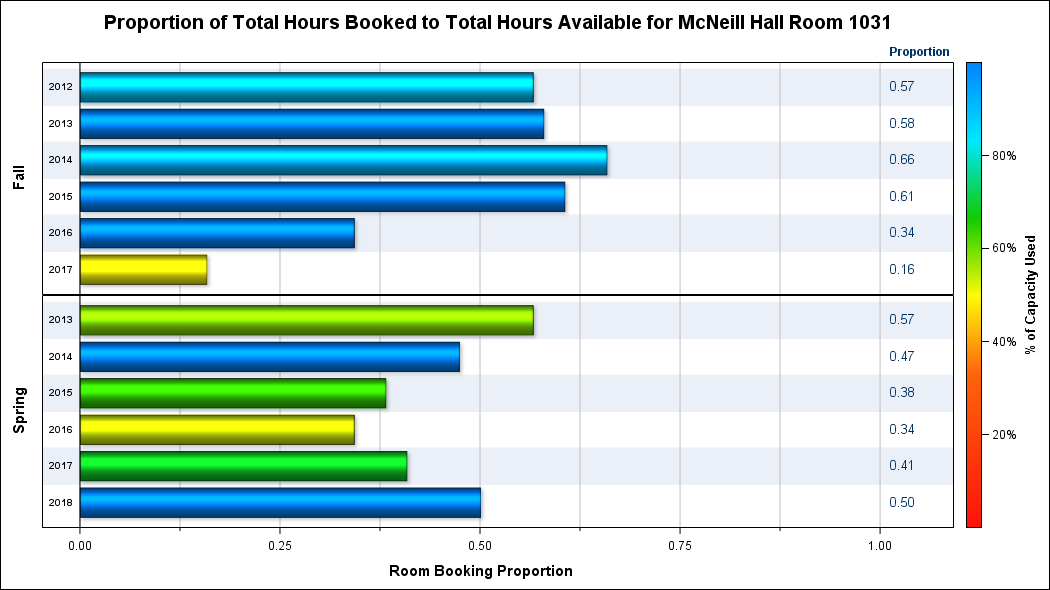 Proportion of Total Hours Booked to Total Hours Available for McNeill Hall Room 1031
Proportion
Fall
2012 0.57
2013 0.58
2014 0.66
2015 0.61
2016 0.34
2017 0.16
Spring
2013 0.57
2014 0.47
2015 0.38
2016 0.34
2017 0.41
2018 0.50
0.00 0.25 0.50 0.75 1.00
Room Booking Proportion
80%
60%
40%
20%
% of Capacity Used